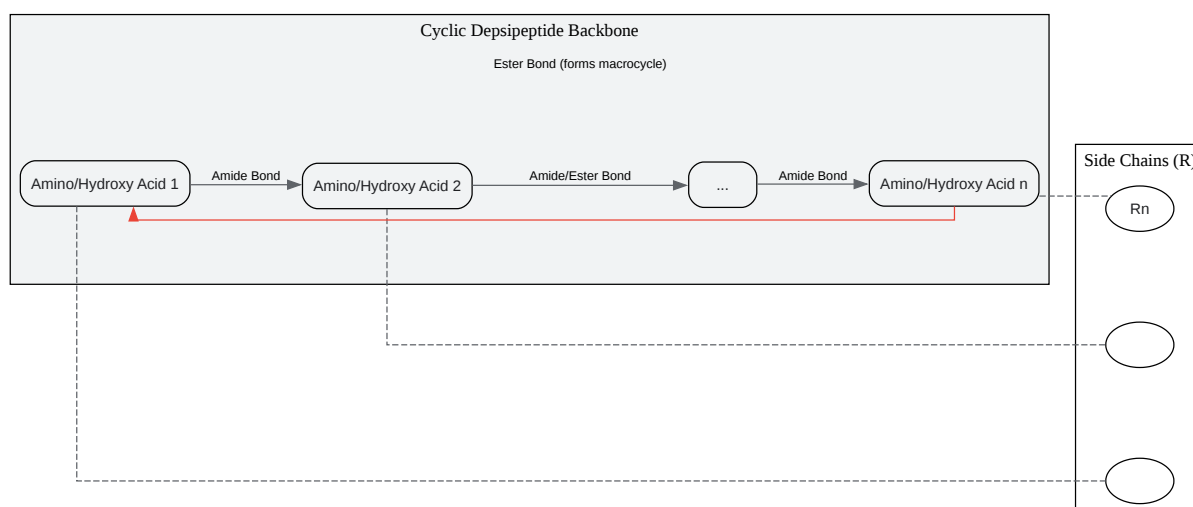 Cyclic Depsipeptide Backbone
Ester Bond (forms macrocycle)
Amino/Hydroxy Acid 1
Amide Bond
Amino/Hydroxy Acid 2
Amide/Ester Bond
...
Amide Bond
Amino/Hydroxy Acid n
Side Chains (R)
Rn